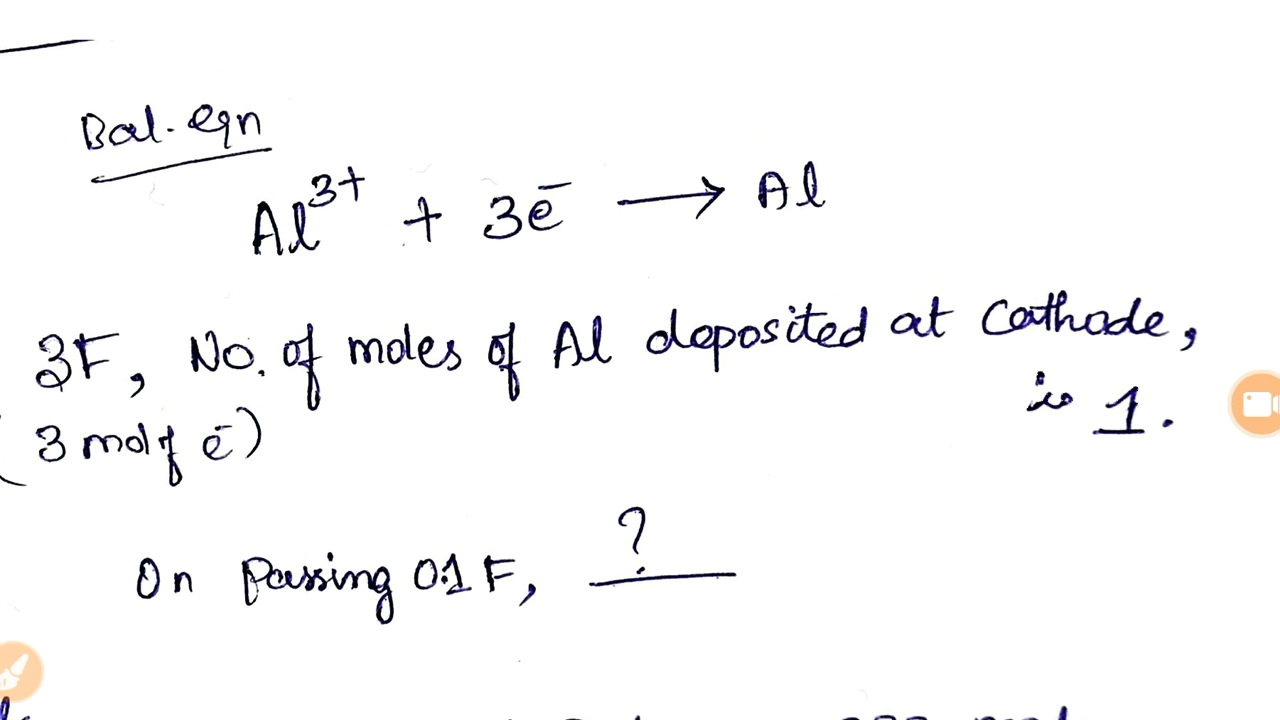 Bal. eqn
Al³⁺ + 3e⁻ ⟶ Al
3F, No. of moles of Al deposited at Cathode,
is 1.
(3 mol of e⁻)
On Passing 0.1 F, ?